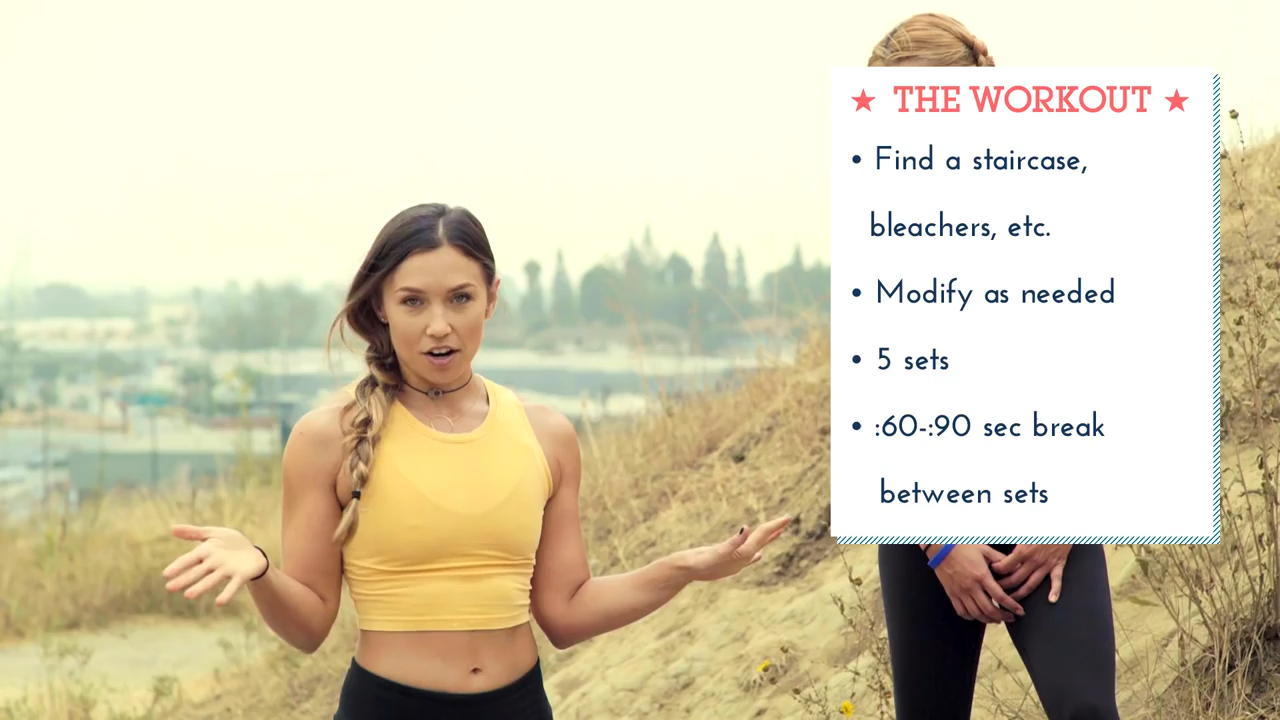 ★ THE WORKOUT ★
• Find a staircase,
bleachers, etc.
• Modify as needed
• 5 sets
• :60-:90 sec break
between sets